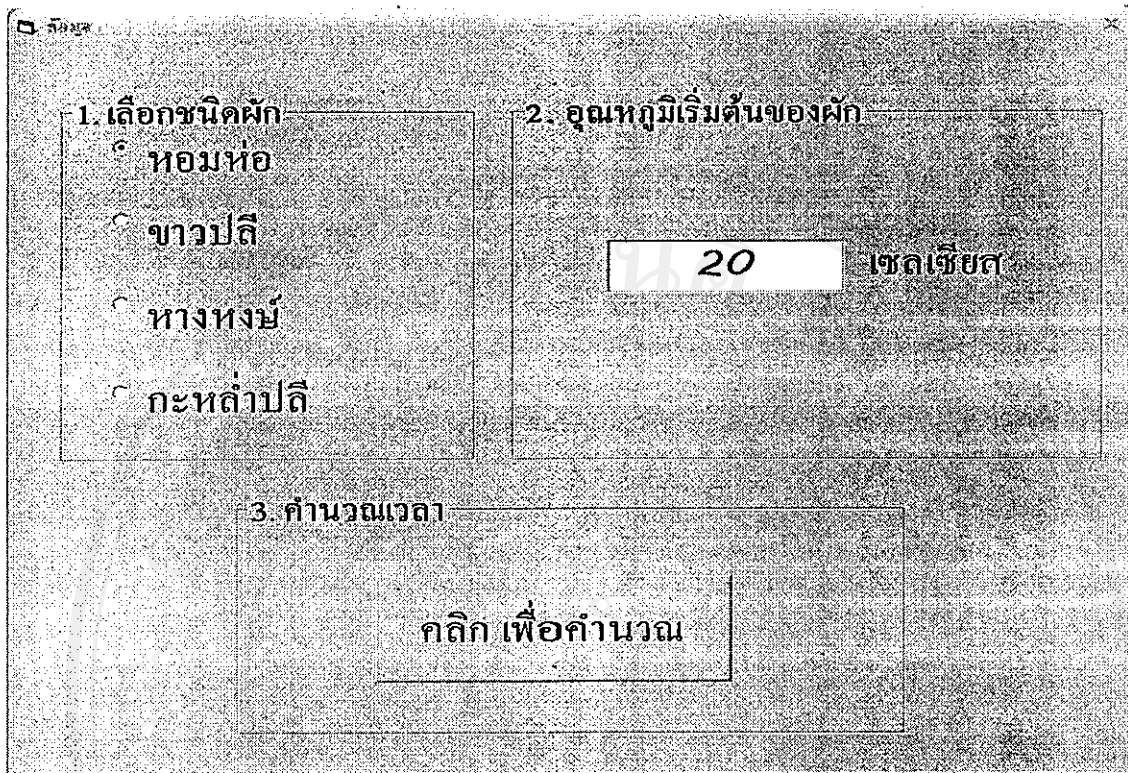 ข้อมูล
1. เลือกชนิดผัก
หอมห่อ
ขาวปลี
หางหงษ์
กะหล่ำปลี
2. อุณหภูมิเริ่มต้นของผัก
20 เซลเซียส
3. คำนวณเวลา
คลิก เพื่อคำนวณ